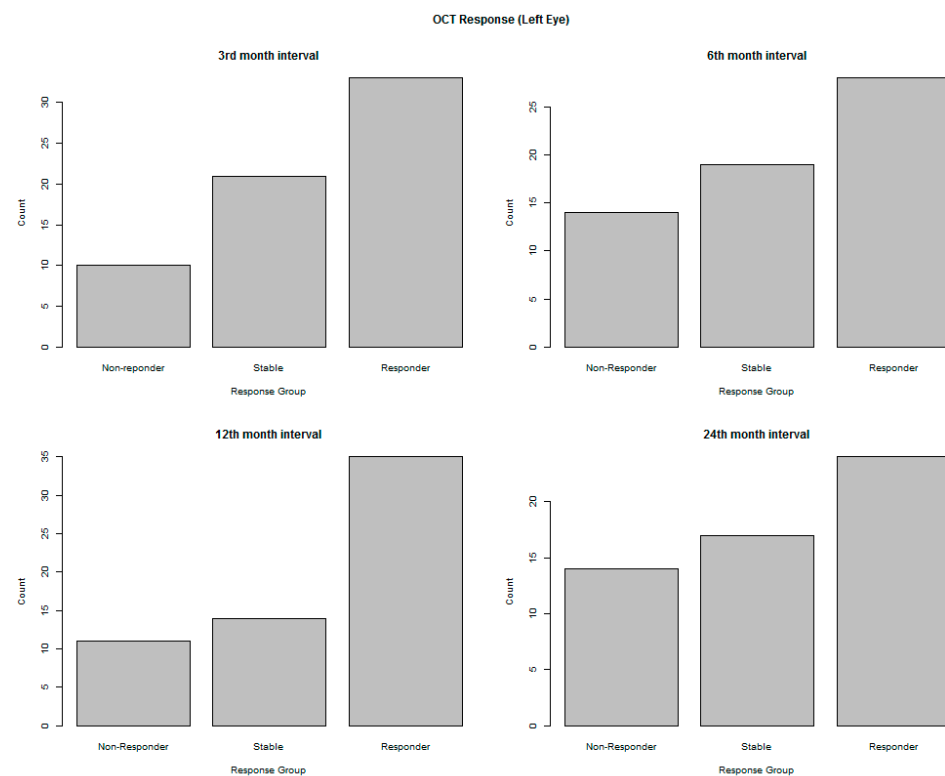 OCT Response (Left Eye)
3rd month interval
Count
0
5
10
15
20
25
30
Non-reponder Stable Responder
Response Group
6th month interval
Count
0
5
10
15
20
25
Non-Responder Stable Responder
Response Group
12th month interval
Count
0
5
10
15
20
25
30
35
Non-Responder Stable Responder
Response Group
24th month interval
Count
0
5
10
15
20
Non-Responder Stable Responder
Response Group